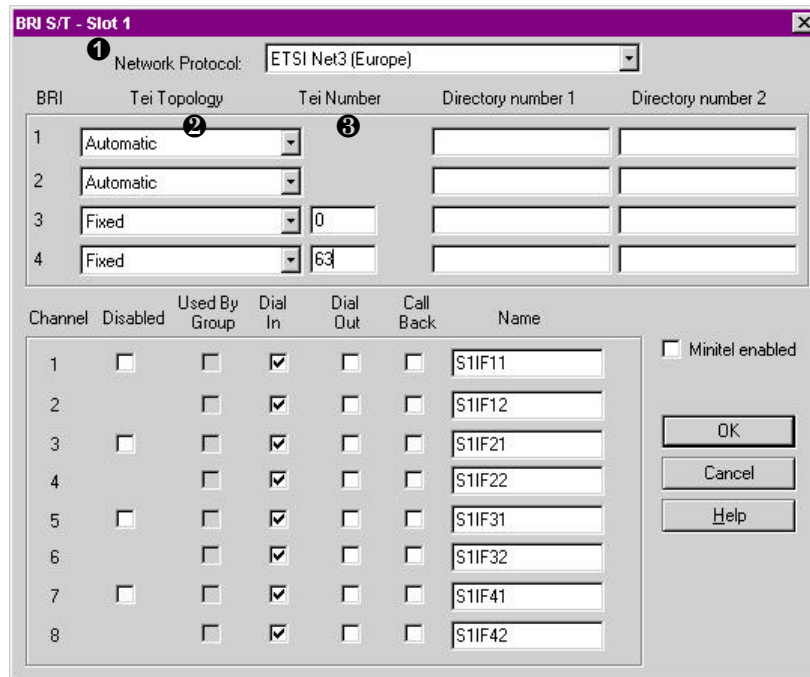 BRI S/T - Slot 1
❶ Network Protocol: ETSI Net3 (Europe)
BRI Tei Topology Tei Number Directory number 1 Directory number 2
❷ ❸
1 Automatic
2 Automatic
3 Fixed 0
4 Fixed 63
Channel Disabled Used By Group Dial In Dial Out Call Back Name
1 S1IF11
2 S1IF12
3 S1IF21
4 S1IF22
5 S1IF31
6 S1IF32
7 S1IF41
8 S1IF42
Minitel enabled
OK
Cancel
Help